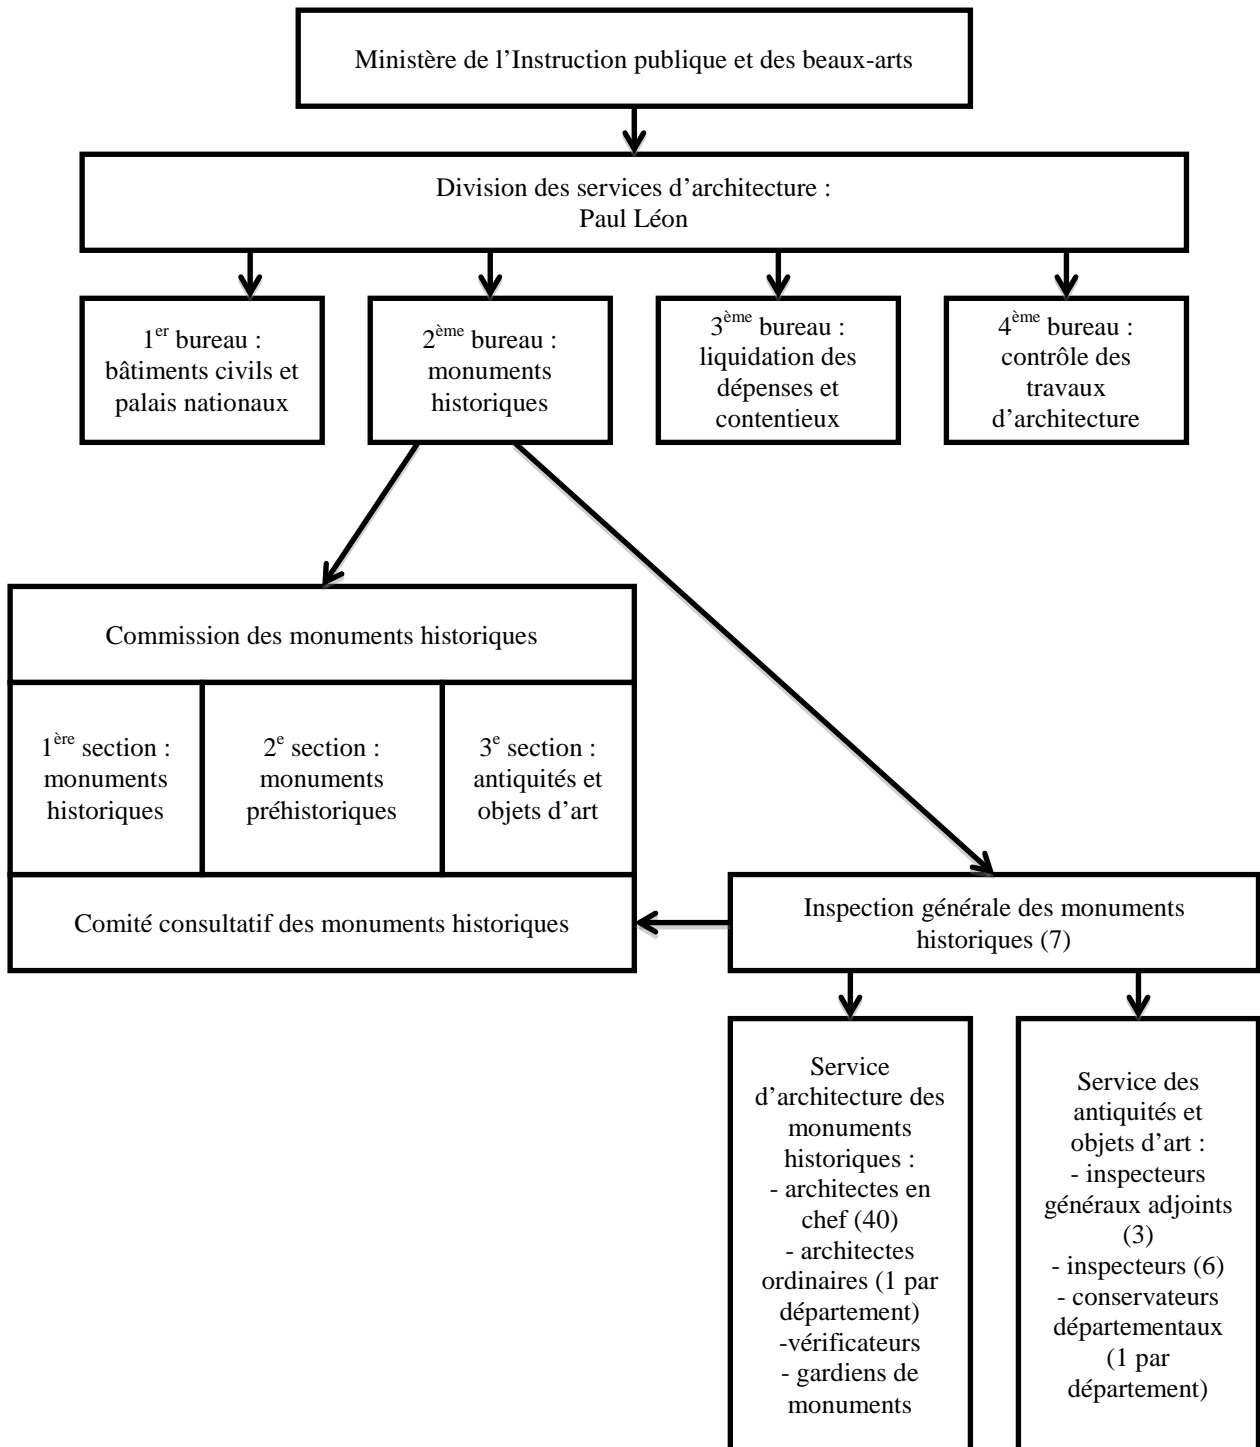 Ministère de l’Instruction publique et des beaux-arts
Division des services d’architecture :
Paul Léon
1er bureau :
bâtiments civils et
palais nationaux
2ème bureau :
monuments
historiques
3ème bureau :
liquidation des
dépenses et
contentieux
4ème bureau :
contrôle des
travaux
d’architecture
Commission des monuments historiques
1ère section :
monuments
historiques
2e section :
monuments
préhistoriques
3e section :
antiquités et
objets d’art
Comité consultatif des monuments historiques
Inspection générale des monuments
historiques (7)
Service
d’architecture des
monuments
historiques :
- architectes en
chef (40)
- architectes
ordinaires (1 par
département)
-vérificateurs
- gardiens de
monuments
Service des
antiquités et
objets d’art :
- inspecteurs
généraux adjoints
(3)
- inspecteurs (6)
- conservateurs
départementaux
(1 par
département)